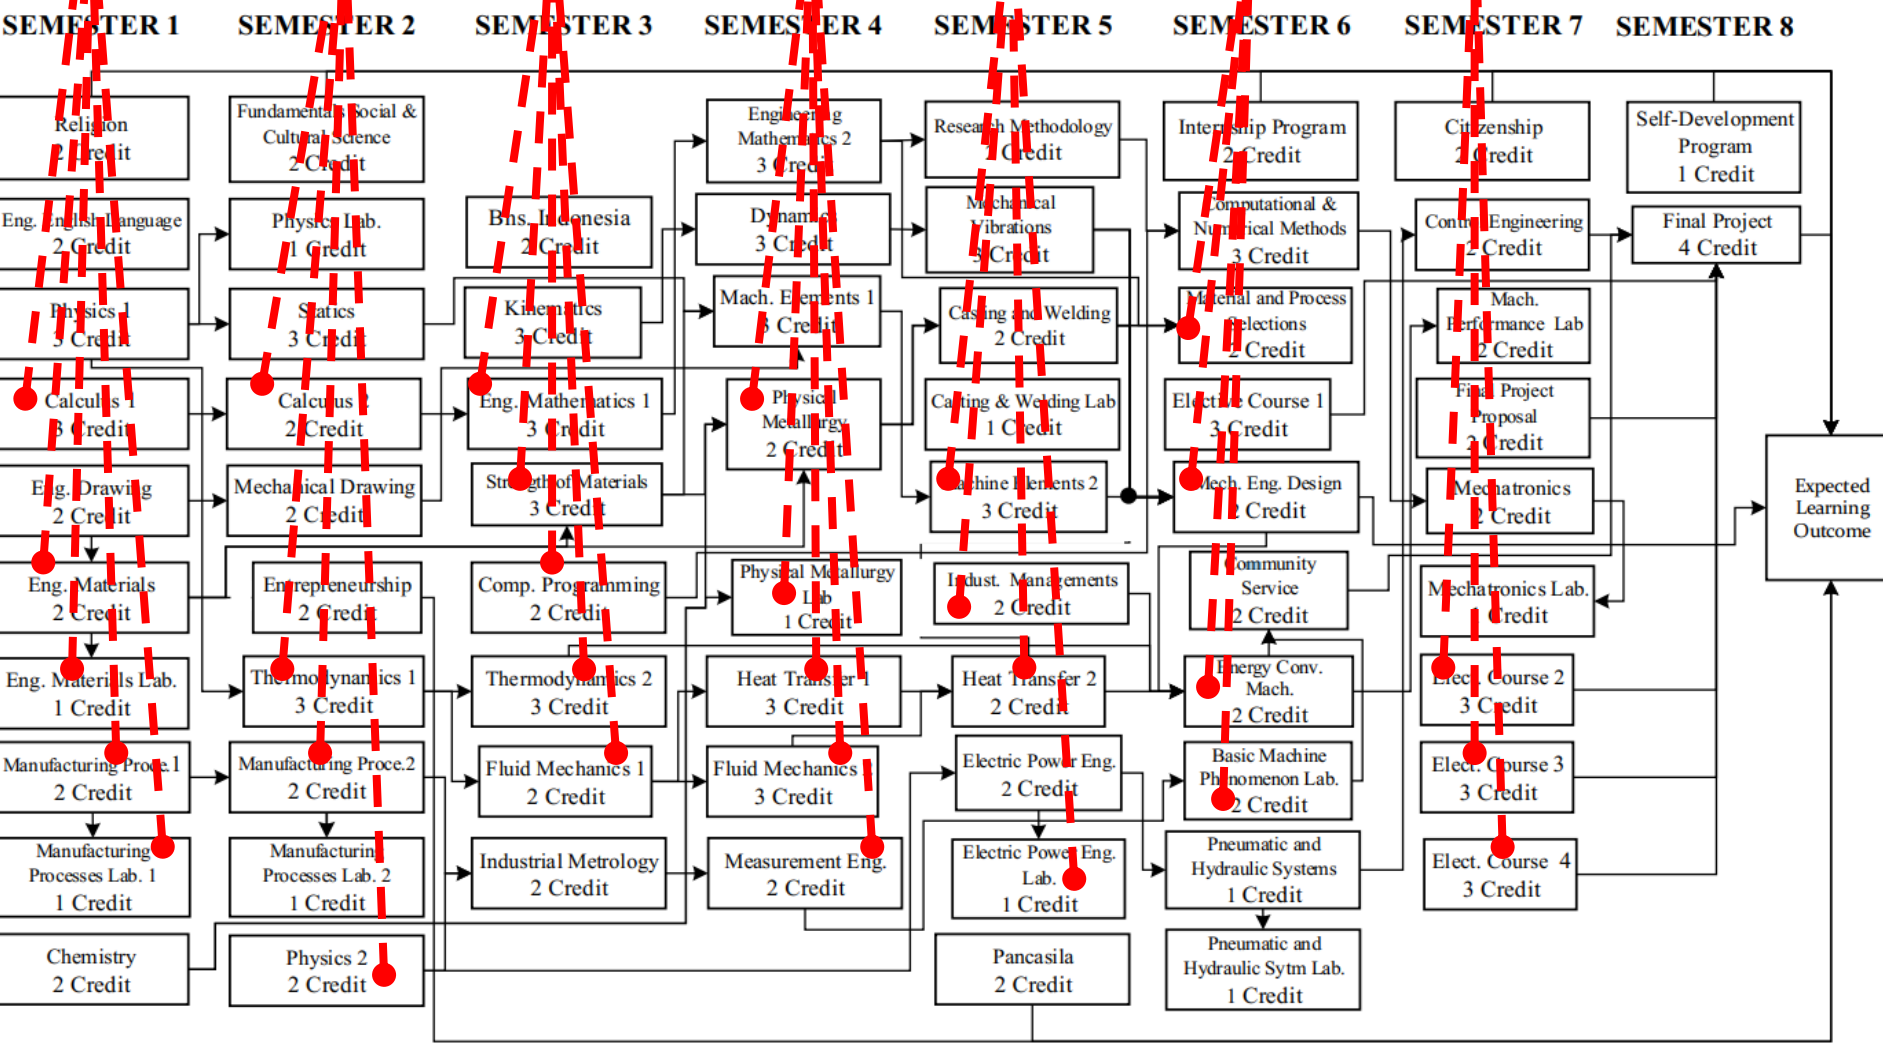 SEMESTER 1
SEMESTER 2
SEMESTER 3
SEMESTER 4
SEMESTER 5
SEMESTER 6
SEMESTER 7
SEMESTER 8
Religion
2 Credit
Eng. English Language
2 Credit
Physics 1
3 Credit
Calculus 1
3 Credit
Eng. Drawing
2 Credit
Eng. Materials
2 Credit
Eng. Materials Lab.
1 Credit
Manufacturing Proce.1
2 Credit
Manufacturing
Processes Lab. 1
1 Credit
Chemistry
2 Credit
Fundamentals Social &
Cultural Science
2 Credit
Physics Lab.
1 Credit
Statics
3 Credit
Calculus 2
2 Credit
Mechanical Drawing
2 Credit
Entrepreneurship
2 Credit
Thermodynamics 1
3 Credit
Manufacturing Proce.2
2 Credit
Manufacturing
Processes Lab. 2
1 Credit
Physics 2
2 Credit
Bhs. Indonesia
2 Credit
Kinematics
3 Credit
Eng. Mathematics 1
3 Credit
Strength of Materials
3 Credit
Comp. Programming
2 Credit
Thermodynamics 2
3 Credit
Fluid Mechanics 1
2 Credit
Industrial Metrology
2 Credit
Engineering
Mathematics 2
3 Credit
Dynamics
3 Credit
Mach. Elements 1
3 Credit
Physical
Metallurgy
2 Credit
Physical Metallurgy
Lab
1 Credit
Heat Transfer 1
3 Credit
Fluid Mechanics
3 Credit
Measurement Eng.
2 Credit
Research Methodology
Credit
Mechanical
Vibrations
3 Credit
Casting and Welding
2 Credit
Casting & Welding Lab
1 Credit
Machine Elements 2
3 Credit
Indust. Managements
2 Credit
Heat Transfer 2
2 Credit
Electric Power Eng.
2 Credit
Electric Power Eng.
Lab.
1 Credit
Pancasila
2 Credit
Internship Program
2 Credit
Computational &
Numerical Methods
3 Credit
Material and Process
Selections
2 Credit
Elective Course 1
3 Credit
Mech. Eng. Design
2 Credit
Community
Service
2 Credit
Energy Conv.
Mach.
2 Credit
Basic Machine
Phenomenon Lab.
2 Credit
Pneumatic and
Hydraulic Systems
1 Credit
Pneumatic and
Hydraulic Sytm Lab.
1 Credit
Citizenship
2 Credit
Control Engineering
2 Credit
Mach.
Performance Lab
2 Credit
Final Project
Proposal
2 Credit
Mechatronics
2 Credit
Mechatronics Lab.
1 Credit
Elect. Course 2
3 Credit
Elect. Course 3
3 Credit
Elect. Course 4
3 Credit
Self-Development
Program
1 Credit
Final Project
4 Credit
Expected
Learning
Outcome